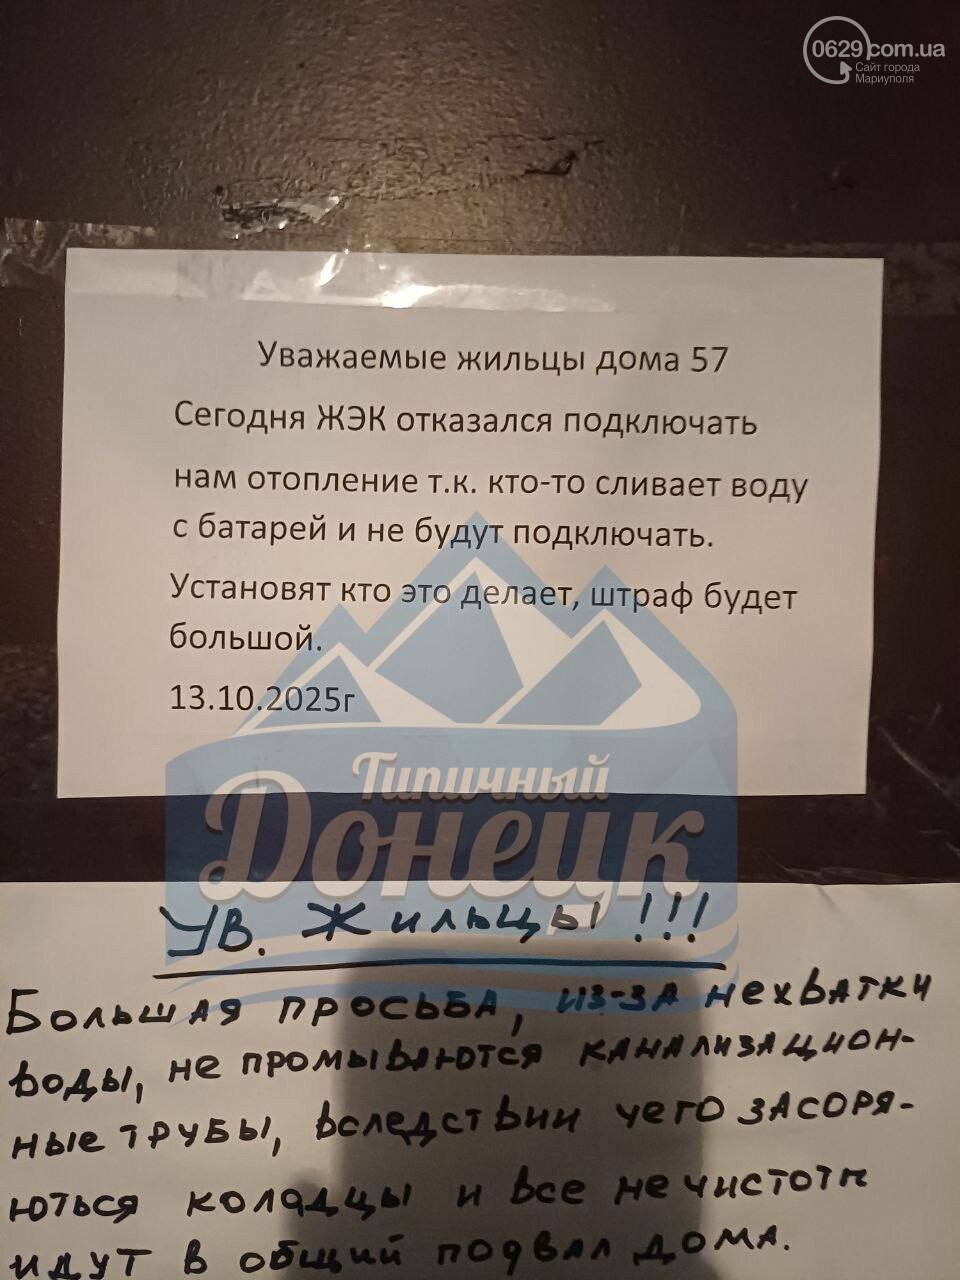 0629.com.ua
Сайт города
Мариуполя
Уважаемые жильцы дома 57
Сегодня ЖЭК отказался подключать
нам отопление т.к. кто-то сливает воду
с батарей и не будут подключать.
Установят кто это делает, штраф будет
большой.
13.10.2025г
Типичный
Донецк
Ув. Жильцы!!!
Большая просьба, из-за нехватки
воды, не промываются канализацион-
ные трубы, вследствии чего засоря-
ються коладцы и все не чистоты
идут в общий подвал дома.